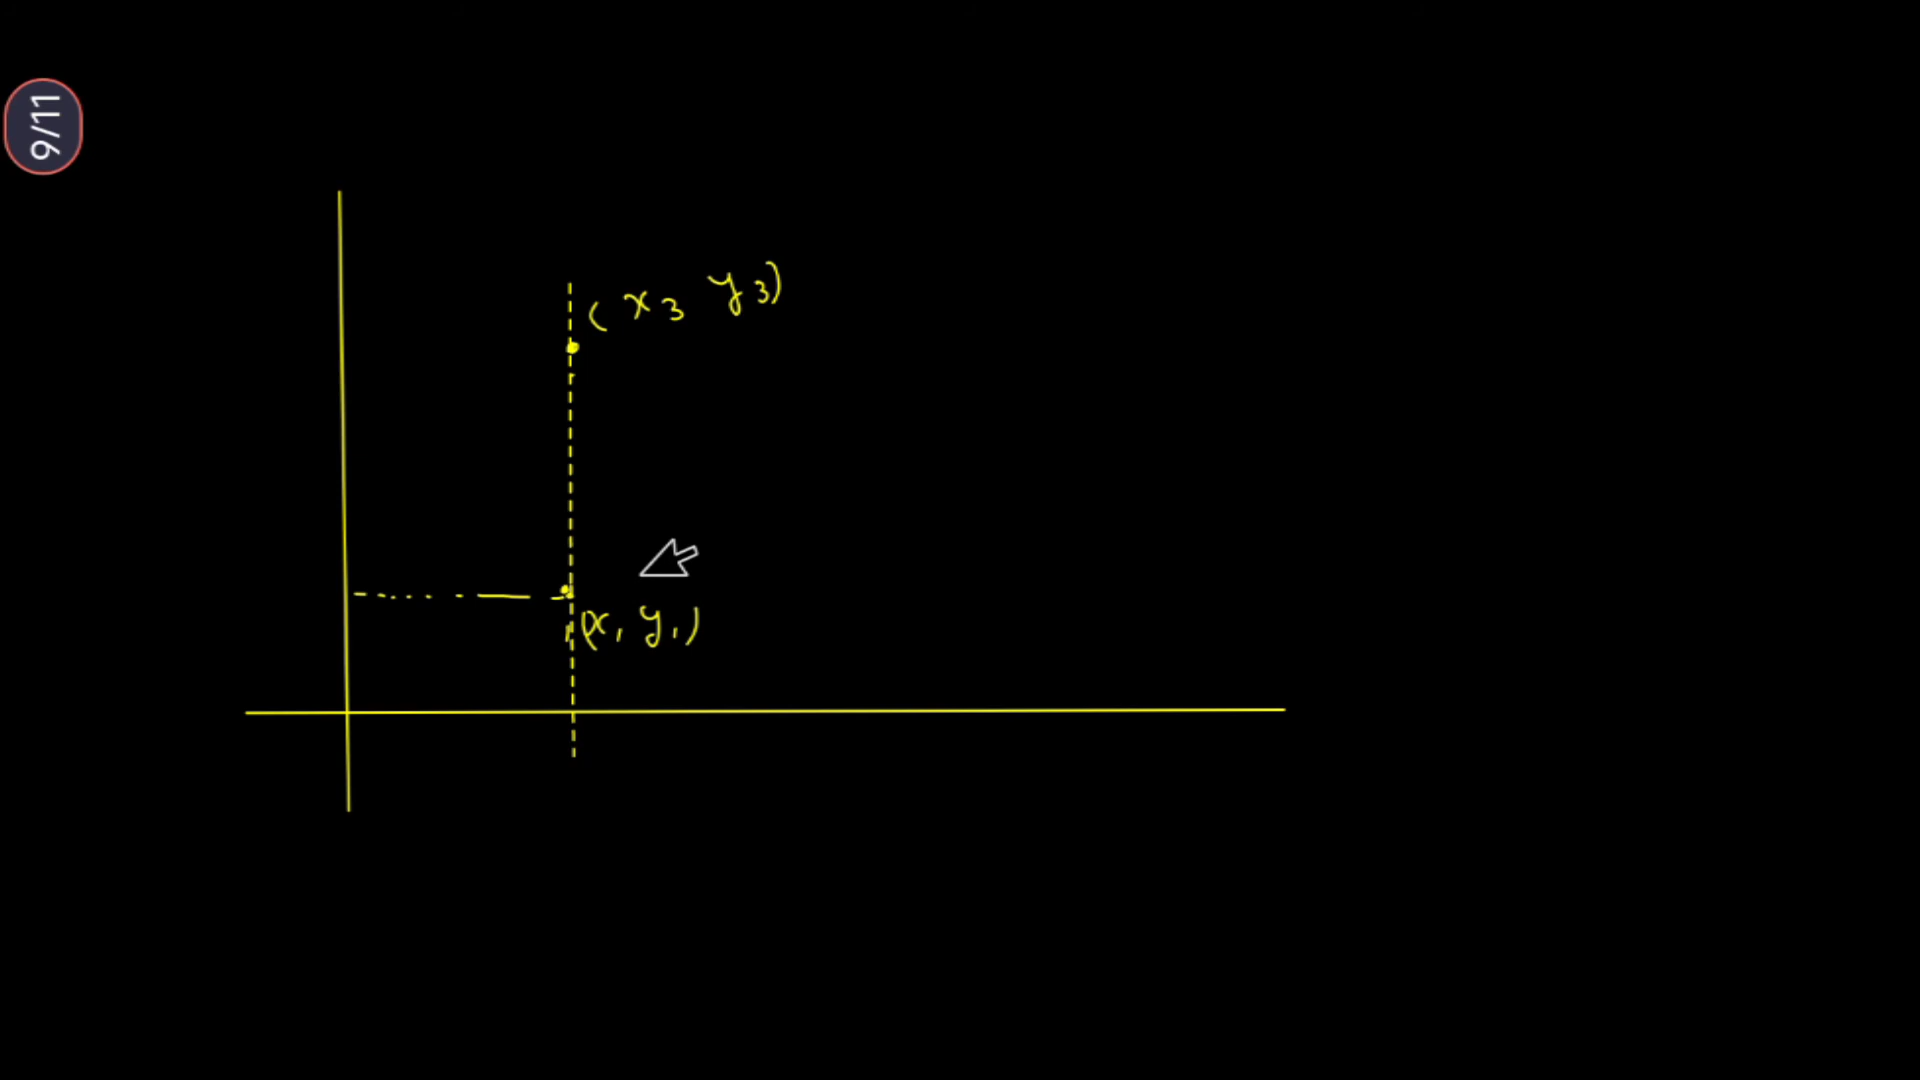 9/11
(x₃ y₃)
(x₁ y₁)